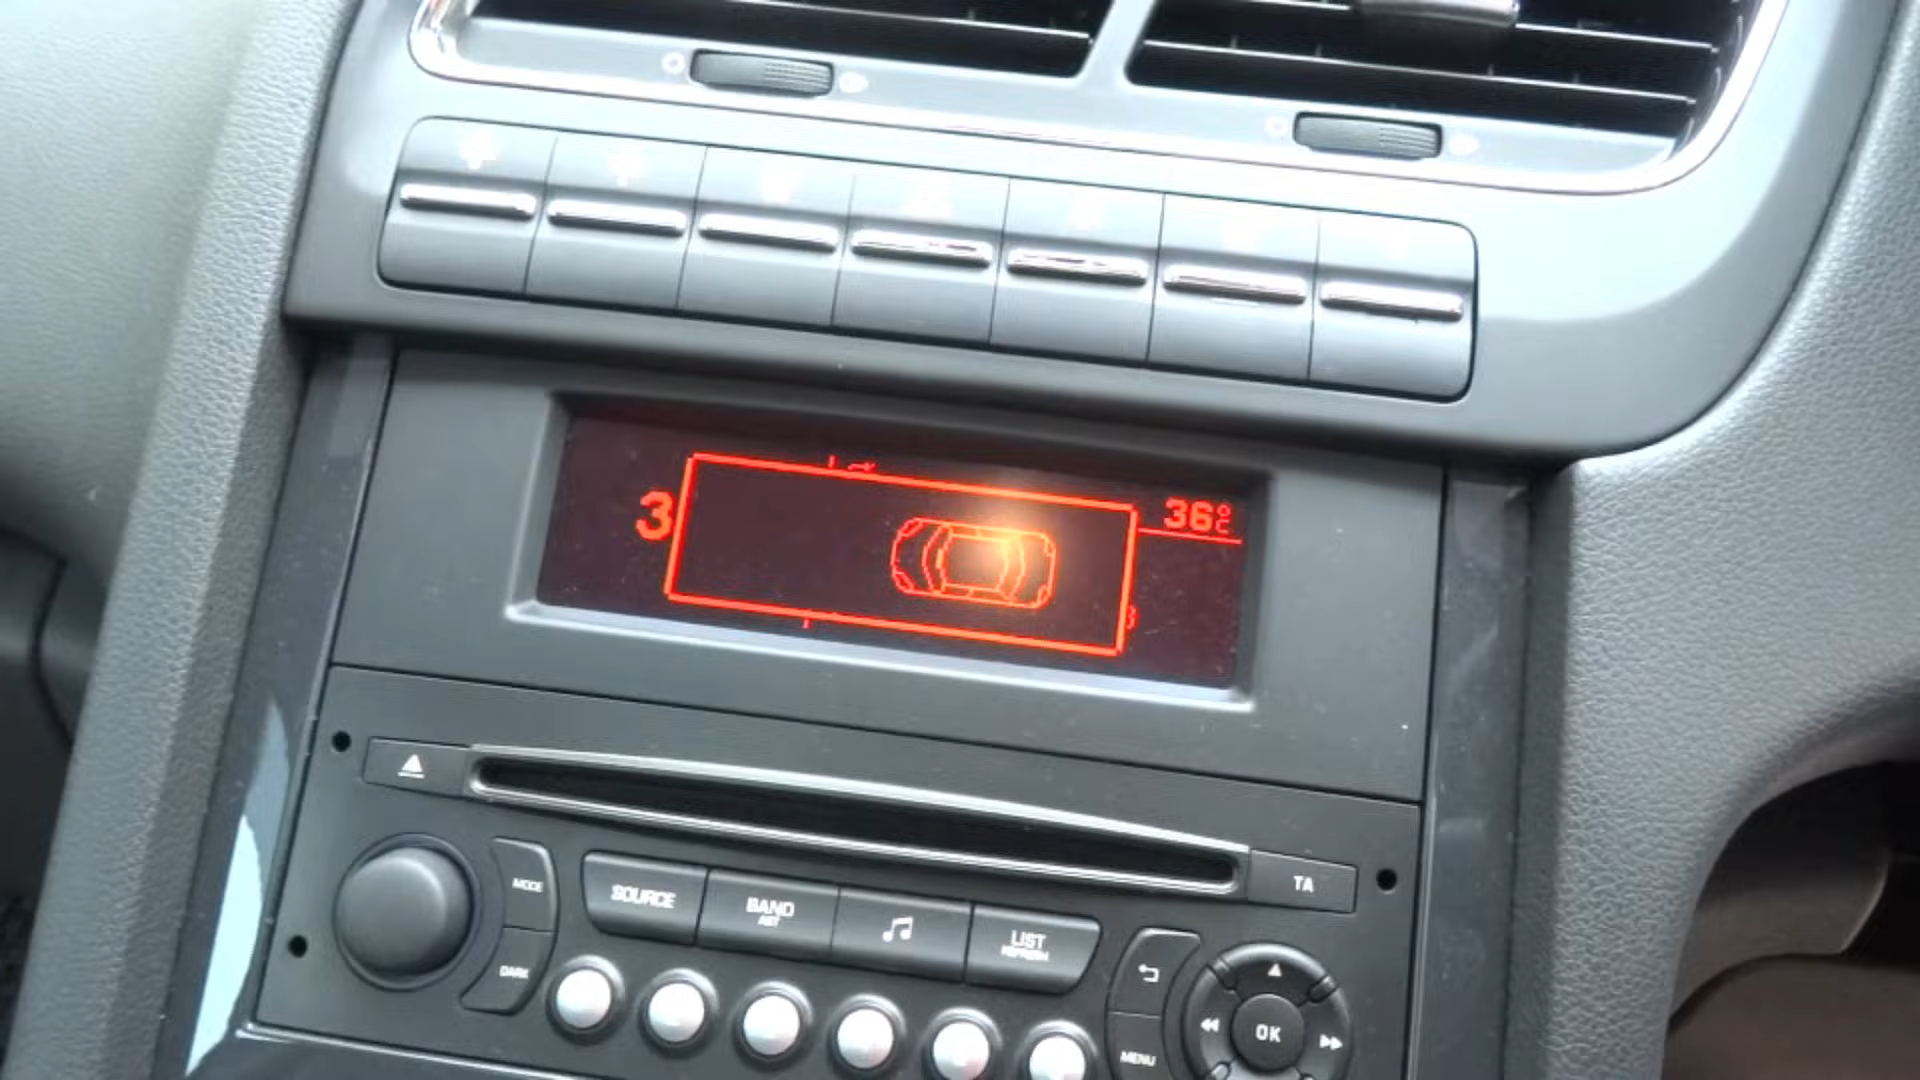 3
36°C
TA
MODE
SOURCE
BAND
AST
LIST
REFRESH
DARK
OK
MENU